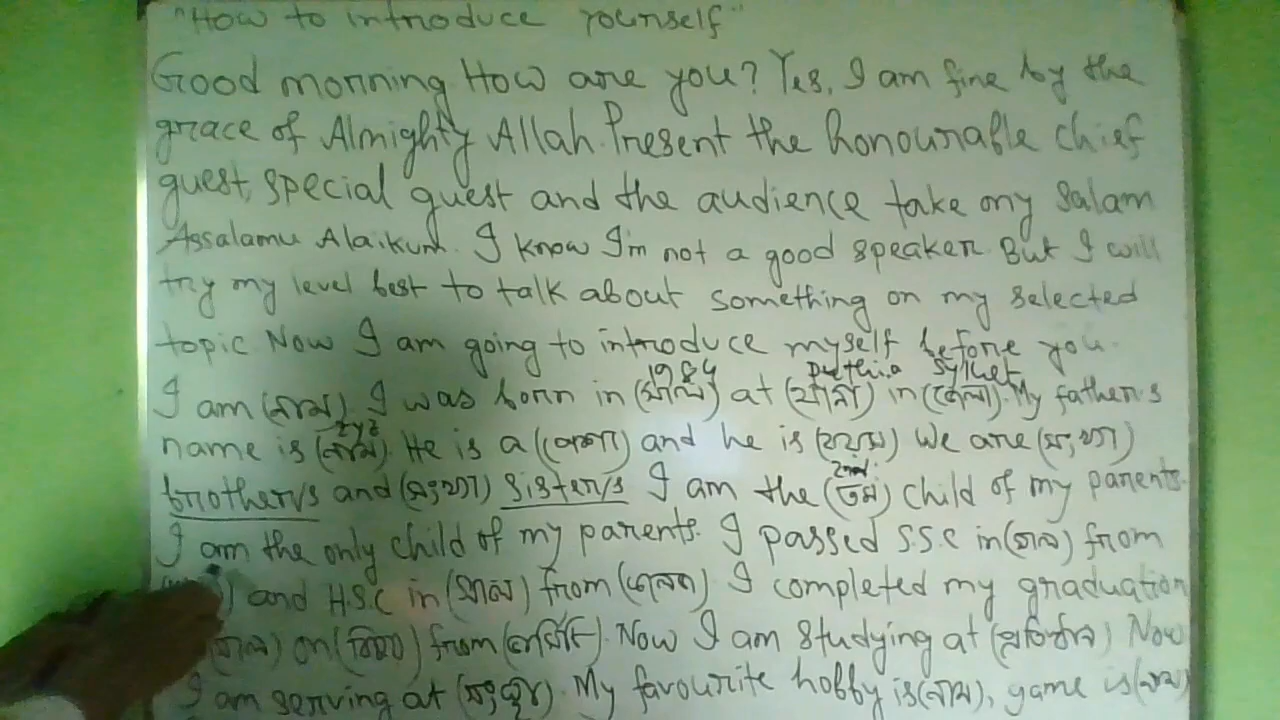 "How to introduce yourself"
Good morning How are you? Yes, I am fine by the
grace of Almighty Allah. Present the honourable chief
guest, special guest and the audience take my salam
Assalamu Alaikum. I know I'm not a good speaker But I will
try my level best to talk about something on my selected
topic Now I am going to introduce myself before you.
1984 puthia Sylhet
I am (নাম). I was born in (সাল) at (থানা) in (জেলা). My father's
xyz
name is (নাম). He is a (পেশা) and he is (বয়স) We are (সংখ্যা)
2nd
brother/s and (সংখ্যা) Sister/s I am the (তম) child of my parents.
I am the only child of my parents. I passed S.S.C in (সাল) from
and H.S.C in (সাল) from (কলেজ) I completed my graduation
(সাল) on (বিষয়) from Now I am studying at (প্রতিষ্ঠান) Now
I am serving at My favourite hobby is (নাম), game is (নাম)